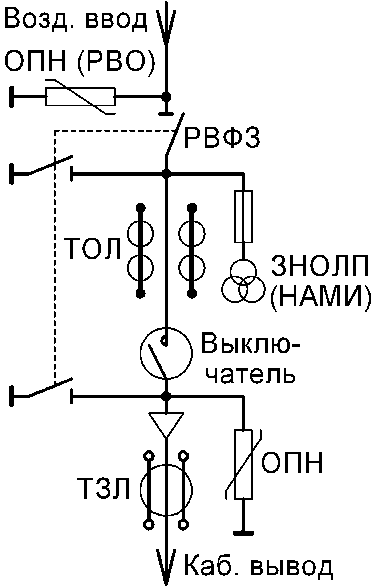 Возд. ввод
ОПН (РВО)
РВФЗ
ТОЛ
ЗНОЛП
(НАМИ)
Выклю-
чатель
ТЗЛ
ОПН
Каб. вывод